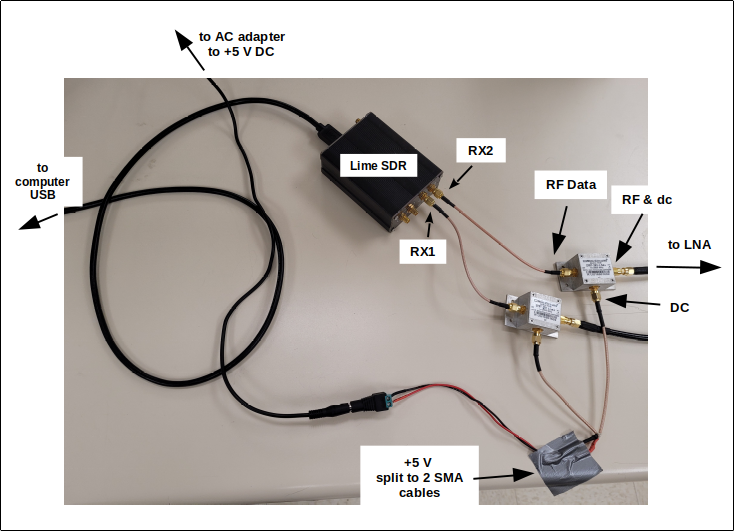 to AC adapter
to +5 V DC
to
computer
USB
Lime SDR
RX2
RX1
RF Data
RF & dc
to LNA
DC
+5 V
split to 2 SMA
cables